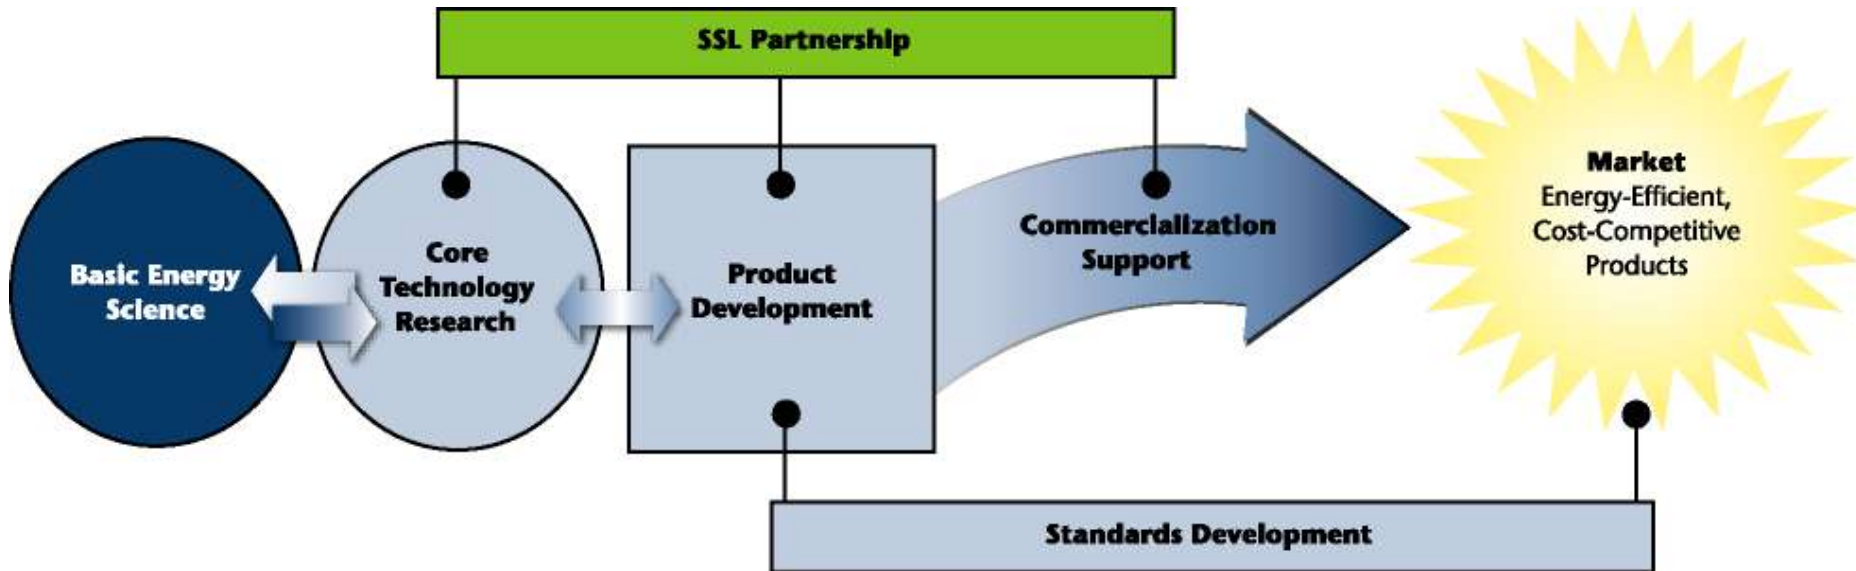 SSL Partnership
Basic Energy
Science
Core
Technology
Research
Product
Development
Commercialization
Support
Market
Energy-Efficient,
Cost-Competitive
Products
Standards Development